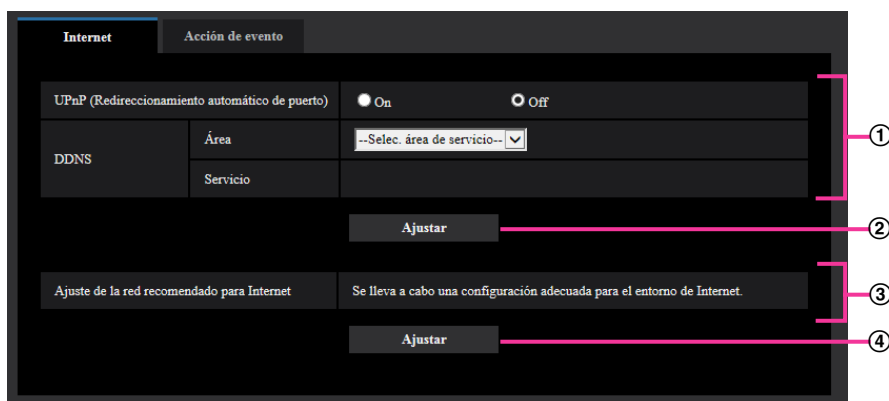 Internet
Acción de evento
UPnP (Redireccionamiento automático de puerto)
On
Off
①
DDNS
Área
--Selec. área de servicio--
Servicio
Ajustar
②
Ajuste de la red recomendado para Internet
Se lleva a cabo una configuración adecuada para el entorno de Internet.
③
Ajustar
④